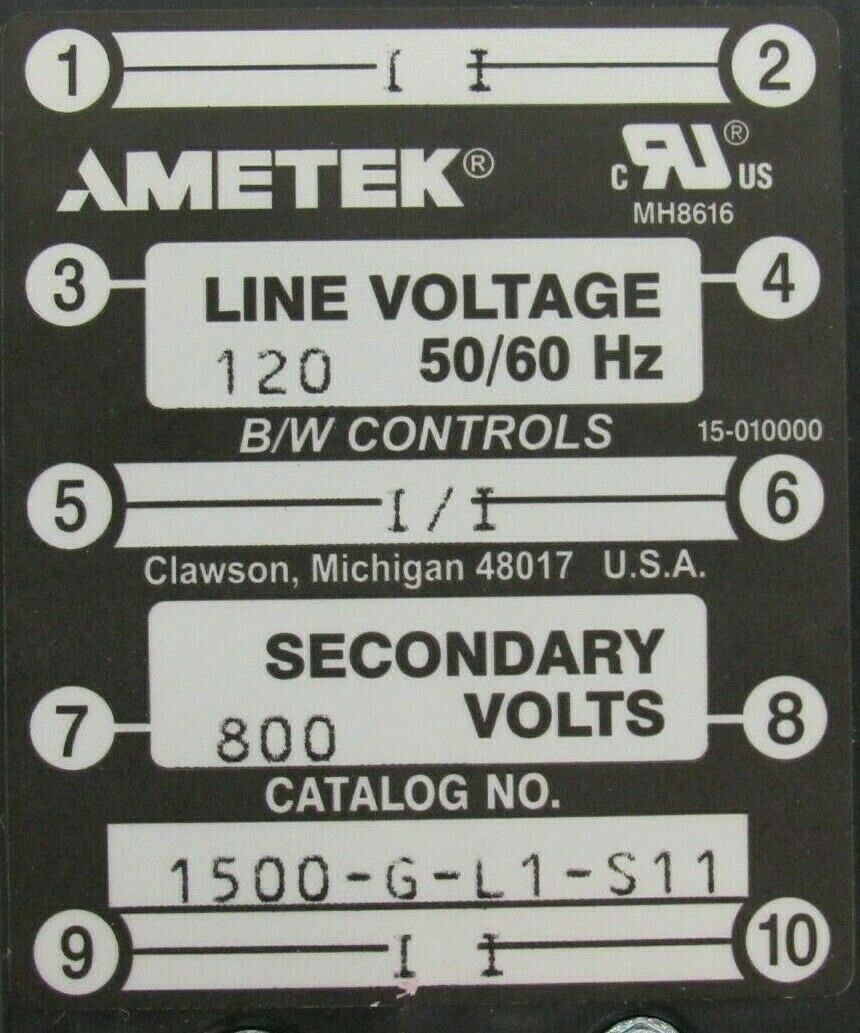 1 I I 2
AMETEK® c RU® US
MH8616
3 LINE VOLTAGE 4
120 50/60 Hz
B/W CONTROLS 15-010000
5 I/I 6
Clawson, Michigan 48017 U.S.A.
SECONDARY
7 800 VOLTS 8
CATALOG NO.
1500-G-L1-S11
9 I I 10